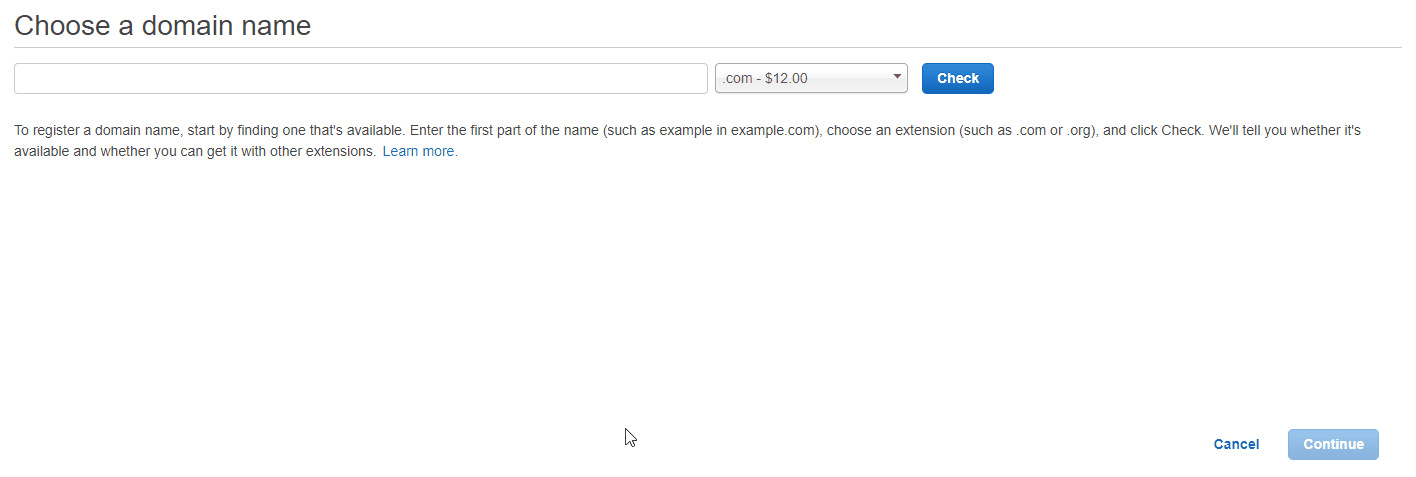 Choose a domain name
.com - $12.00
Check
To register a domain name, start by finding one that's available. Enter the first part of the name (such as example in example.com), choose an extension (such as .com or .org), and click Check. We'll tell you whether it's
available and whether you can get it with other extensions. Learn more.
Cancel
Continue